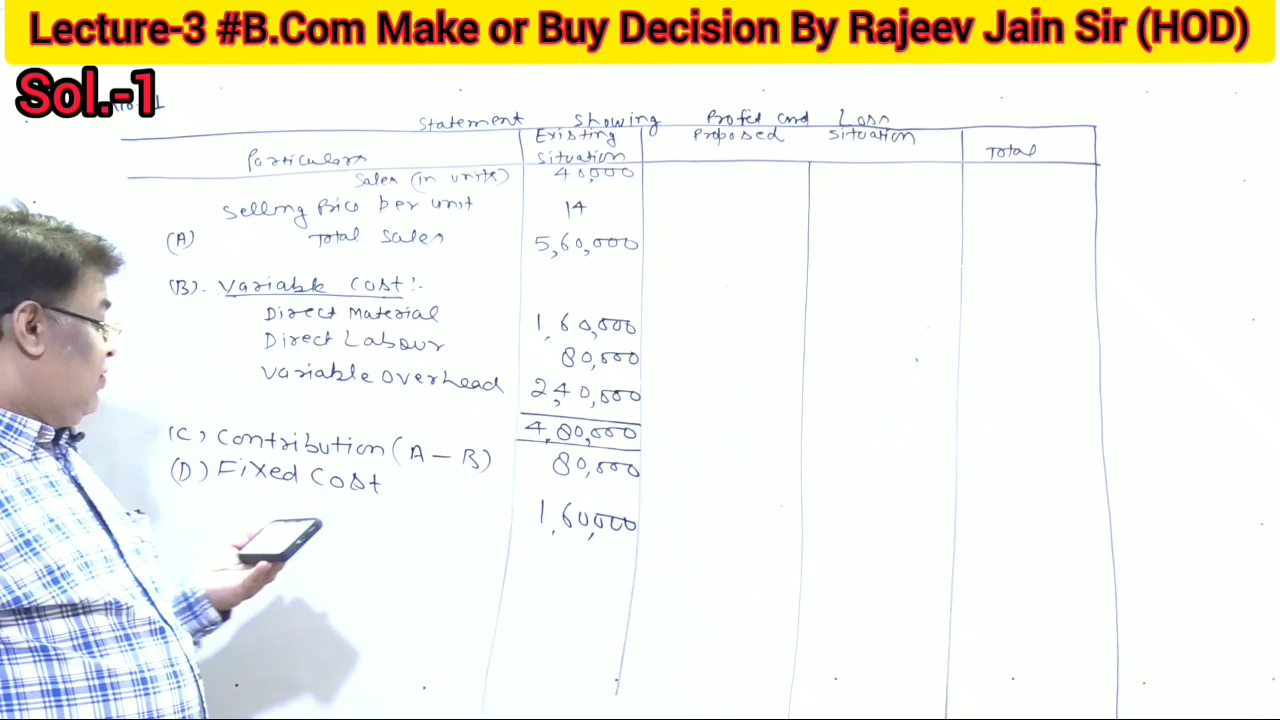 Lecture-3 #B.Com Make or Buy Decision By Rajeev Jain Sir (HOD)
Sol.-1
Statement Showing Profit and Loss
Particulars Existing Situation Proposed Situation Total
Sales (in units) 40,000
Selling Price per unit 14
(A) Total Sales 5,60,000
(B). Variable Cost :-
Direct Material 1,60,000
Direct Labour 80,000
Variable Overhead 2,40,000
4,80,000
(C) Contribution (A – B) 80,000
(D) Fixed Cost 1,60,000